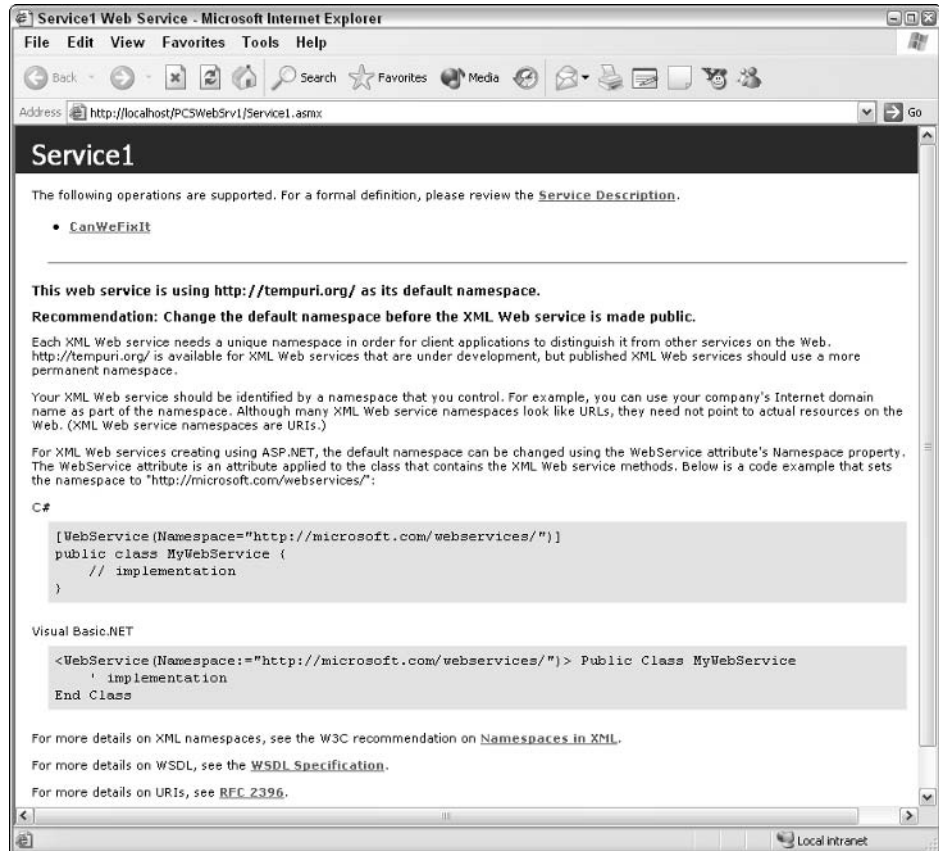 Service1 Web Service - Microsoft Internet Explorer
File Edit View Favorites Tools Help
Back Search Favorites Media
Address http://localhost/PCSWebSrv1/Service1.asmx Go
Service1
The following operations are supported. For a formal definition, please review the Service Description.
• CanWeFixIt
This web service is using http://tempuri.org/ as its default namespace.
Recommendation: Change the default namespace before the XML Web service is made public.
Each XML Web service needs a unique namespace in order for client applications to distinguish it from other services on the Web.
http://tempuri.org/ is available for XML Web services that are under development, but published XML Web services should use a more
permanent namespace.
Your XML Web service should be identified by a namespace that you control. For example, you can use your company's Internet domain
name as part of the namespace. Although many XML Web service namespaces look like URLs, they need not point to actual resources on the
Web. (XML Web service namespaces are URIs.)
For XML Web services creating using ASP.NET, the default namespace can be changed using the WebService attribute's Namespace property.
The WebService attribute is an attribute applied to the class that contains the XML Web service methods. Below is a code example that sets
the namespace to "http://microsoft.com/webservices/":
C#
[WebService(Namespace="http://microsoft.com/webservices/")]
public class MyWebService {
// implementation
}
Visual Basic.NET
<WebService(Namespace:="http://microsoft.com/webservices/")> Public Class MyWebService
' implementation
End Class
For more details on XML namespaces, see the W3C recommendation on Namespaces in XML.
For more details on WSDL, see the WSDL Specification.
For more details on URIs, see RFC 2396.
Local intranet